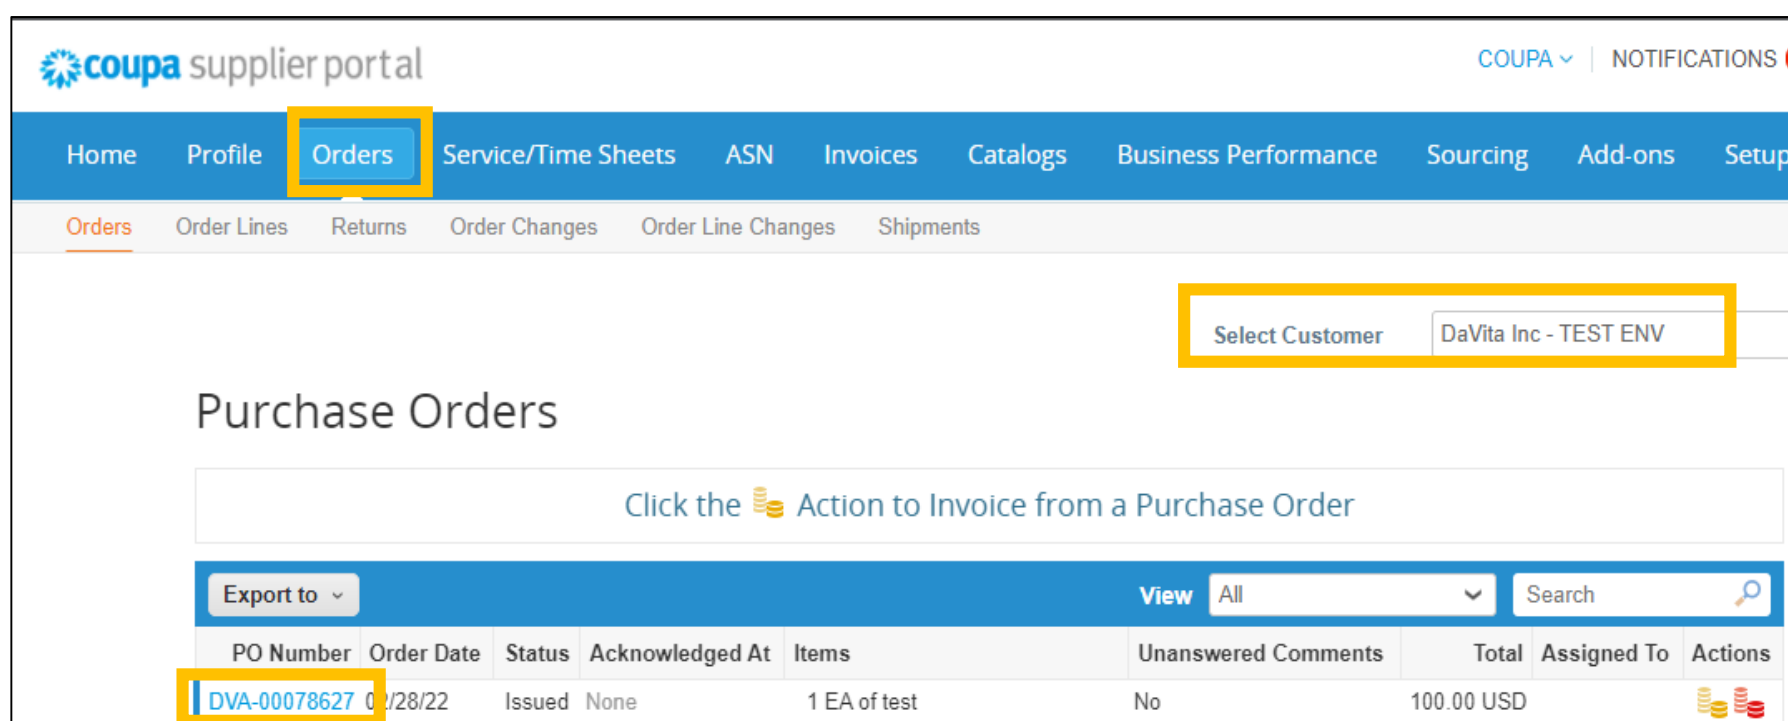 coupa supplier portal
COUPA NOTIFICATIONS
Home Profile Orders Service/Time Sheets ASN Invoices Catalogs Business Performance Sourcing Add-ons Setup
Orders Order Lines Returns Order Changes Order Line Changes Shipments
Select Customer DaVita Inc - TEST ENV
Purchase Orders
Click the Action to Invoice from a Purchase Order
Export to View All Search
PO Number Order Date Status Acknowledged At Items Unanswered Comments Total Assigned To Actions
DVA-00078627 02/28/22 Issued None 1 EA of test No 100.00 USD